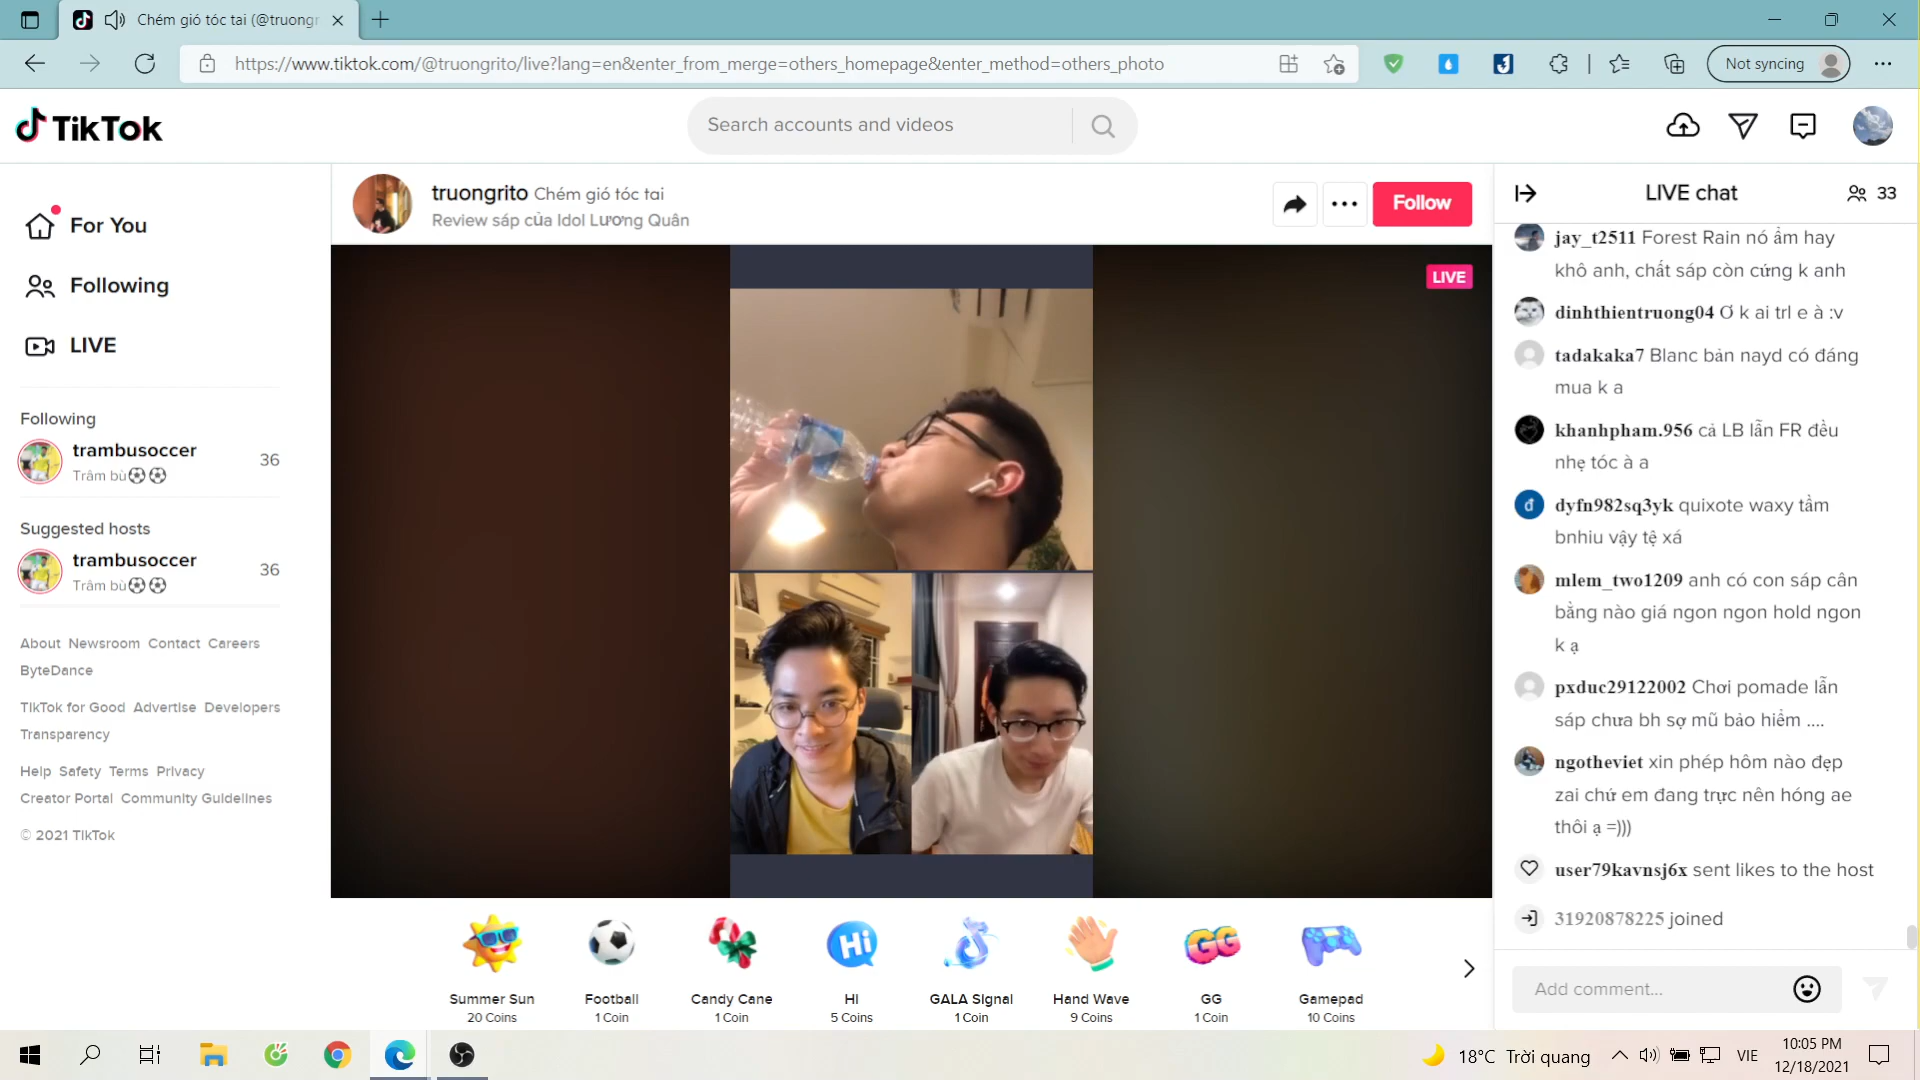 Chém gió tóc tai (@truongr
https://www.tiktok.com/@truongrito/live?lang=en&enter_from_merge=others_homepage&enter_method=others_photo
Not syncing
TikTok
Search accounts and videos
For You
Following
LIVE
Following
trambusoccer
36
Trâm bù⚽⚽
Suggested hosts
trambusoccer
36
Trâm bù⚽⚽
About Newsroom Contact Careers
ByteDance
TikTok for Good Advertise Developers
Transparency
Help Safety Terms Privacy
Creator Portal Community Guidelines
© 2021 TikTok
truongrito Chém gió tóc tai
Review sáp của Idol Lương Quân
Follow
LIVE
Summer Sun
20 Coins
Football
1 Coin
Candy Cane
1 Coin
Hi
Hi
5 Coins
GALA Signal
1 Coin
Hand Wave
9 Coins
GG
GG
1 Coin
Gamepad
10 Coins
LIVE chat
33
jay_t2511 Forest Rain nó ẩm hay
khô anh, chất sáp còn cứng k anh
dinhthientruong04 Ơ k ai trl e à :v
tadakaka7 Blanc bản nayd có đáng
mua k a
khanhpham.956 cả LB lẫn FR đều
nhẹ tóc à a
đ
dyfn982sq3yk quixote waxy tầm
bnhiu vậy tệ xá
mlem_two1209 anh có con sáp cân
bằng nào giá ngon ngon hold ngon
k ạ
pxduc29122002 Chơi pomade lẫn
sáp chưa bh sợ mũ bảo hiểm ....
ngotheviet xin phép hôm nào đẹp
zai chứ em đang trực nên hóng ae
thôi ạ =)))
user79kavnsj6x sent likes to the host
31920878225 joined
Add comment...
18°C Trời quang
VIE
10:05 PM
12/18/2021